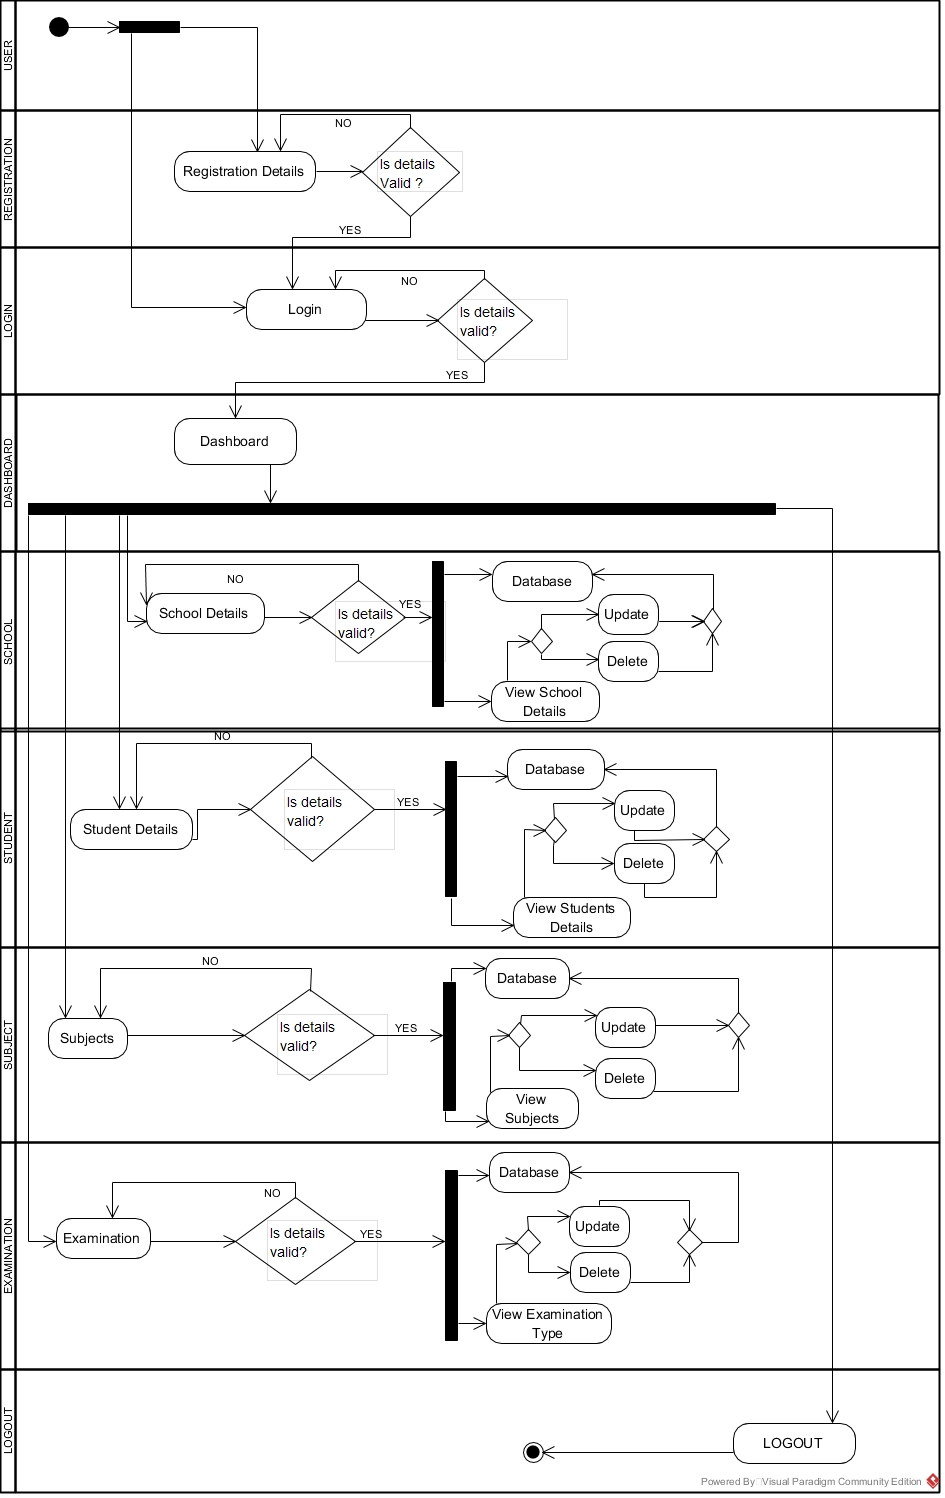 USER
REGISTRATION
NO
Registration Details
Is details
Valid ?
YES
LOGIN
NO
Login
Is details
valid?
YES
DASHBOARD
Dashboard
SCHOOL
NO
School Details
Is details
valid?
YES
Database
Update
Delete
View School
Details
STUDENT
NO
Student Details
Is details
valid?
YES
Database
Update
Delete
View Students
Details
SUBJECT
NO
Subjects
Is details
valid?
YES
Database
Update
Delete
View
Subjects
EXAMINATION
NO
Examination
Is details
valid?
YES
Database
Update
Delete
View Examination
Type
LOGOUT
LOGOUT
Powered By Visual Paradigm Community Edition